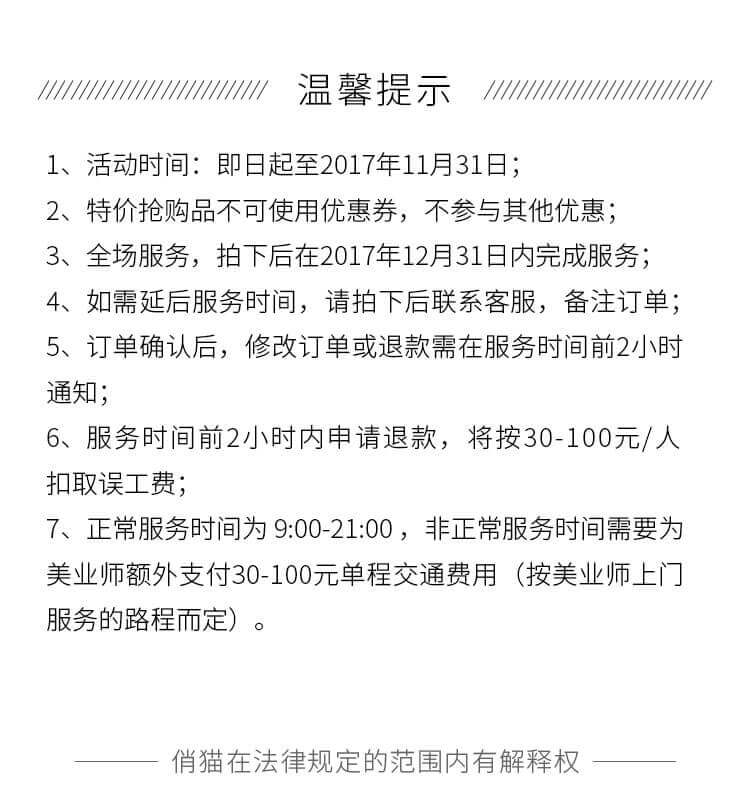 温馨提示
1、活动时间：即日起至2017年11月31日；
2、特价抢购品不可使用优惠券，不参与其他优惠；
3、全场服务，拍下后在2017年12月31日内完成服务；
4、如需延后服务时间，请拍下后联系客服，备注订单；
5、订单确认后，修改订单或退款需在服务时间前2小时
通知；
6、服务时间前2小时内申请退款，将按30-100元/人
扣取误工费；
7、正常服务时间为 9:00-21:00 ，非正常服务时间需要为
美业师额外支付30-100元单程交通费用（按美业师上门
服务的路程而定）。
俏猫在法律规定的范围内有解释权